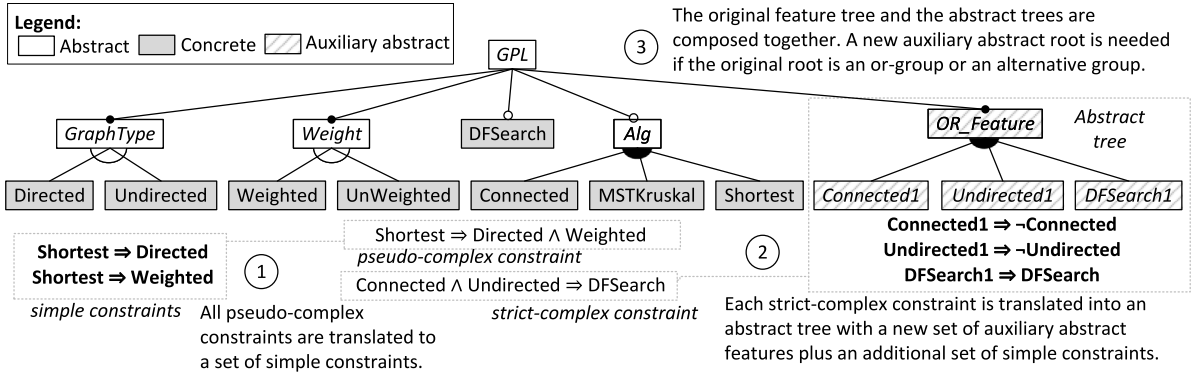 Legend:
Abstract Concrete Auxiliary abstract
GPL
3
The original feature tree and the abstract trees are
composed together. A new auxiliary abstract root is needed
if the original root is an or-group or an alternative group.
GraphType Weight DFSearch Alg OR_Feature
Abstract
tree
Directed Undirected Weighted UnWeighted Connected MSTKruskal Shortest Connected1 Undirected1 DFSearch1
Shortest ⇒ Directed
Shortest ⇒ Weighted
simple constraints
1
All pseudo-complex
constraints are translated to
a set of simple constraints.
Shortest ⇒ Directed ∧ Weighted
pseudo-complex constraint
Connected ∧ Undirected ⇒ DFSearch
strict-complex constraint
2
Connected1 ⇒ ¬Connected
Undirected1 ⇒ ¬Undirected
DFSearch1 ⇒ DFSearch
Each strict-complex constraint is translated into an
abstract tree with a new set of auxiliary abstract
features plus an additional set of simple constraints.